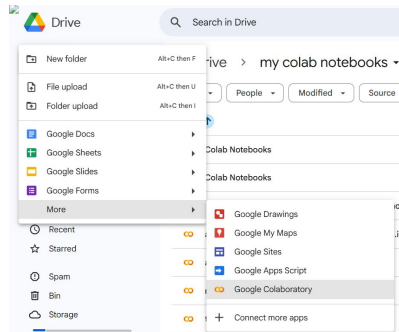 Drive
Search in Drive
New folder Alt+C then F
File upload Alt+C then U
Folder upload Alt+C then I
Google Docs
Google Sheets
Google Slides
Google Forms
More
Recent
Starred
Spam
Bin
Storage
my colab notebooks
People
Modified
Source
Colab Notebooks
Colab Notebooks
Google Drawings
Google My Maps
Google Sites
Google Apps Script
Google Colaboratory
Connect more apps